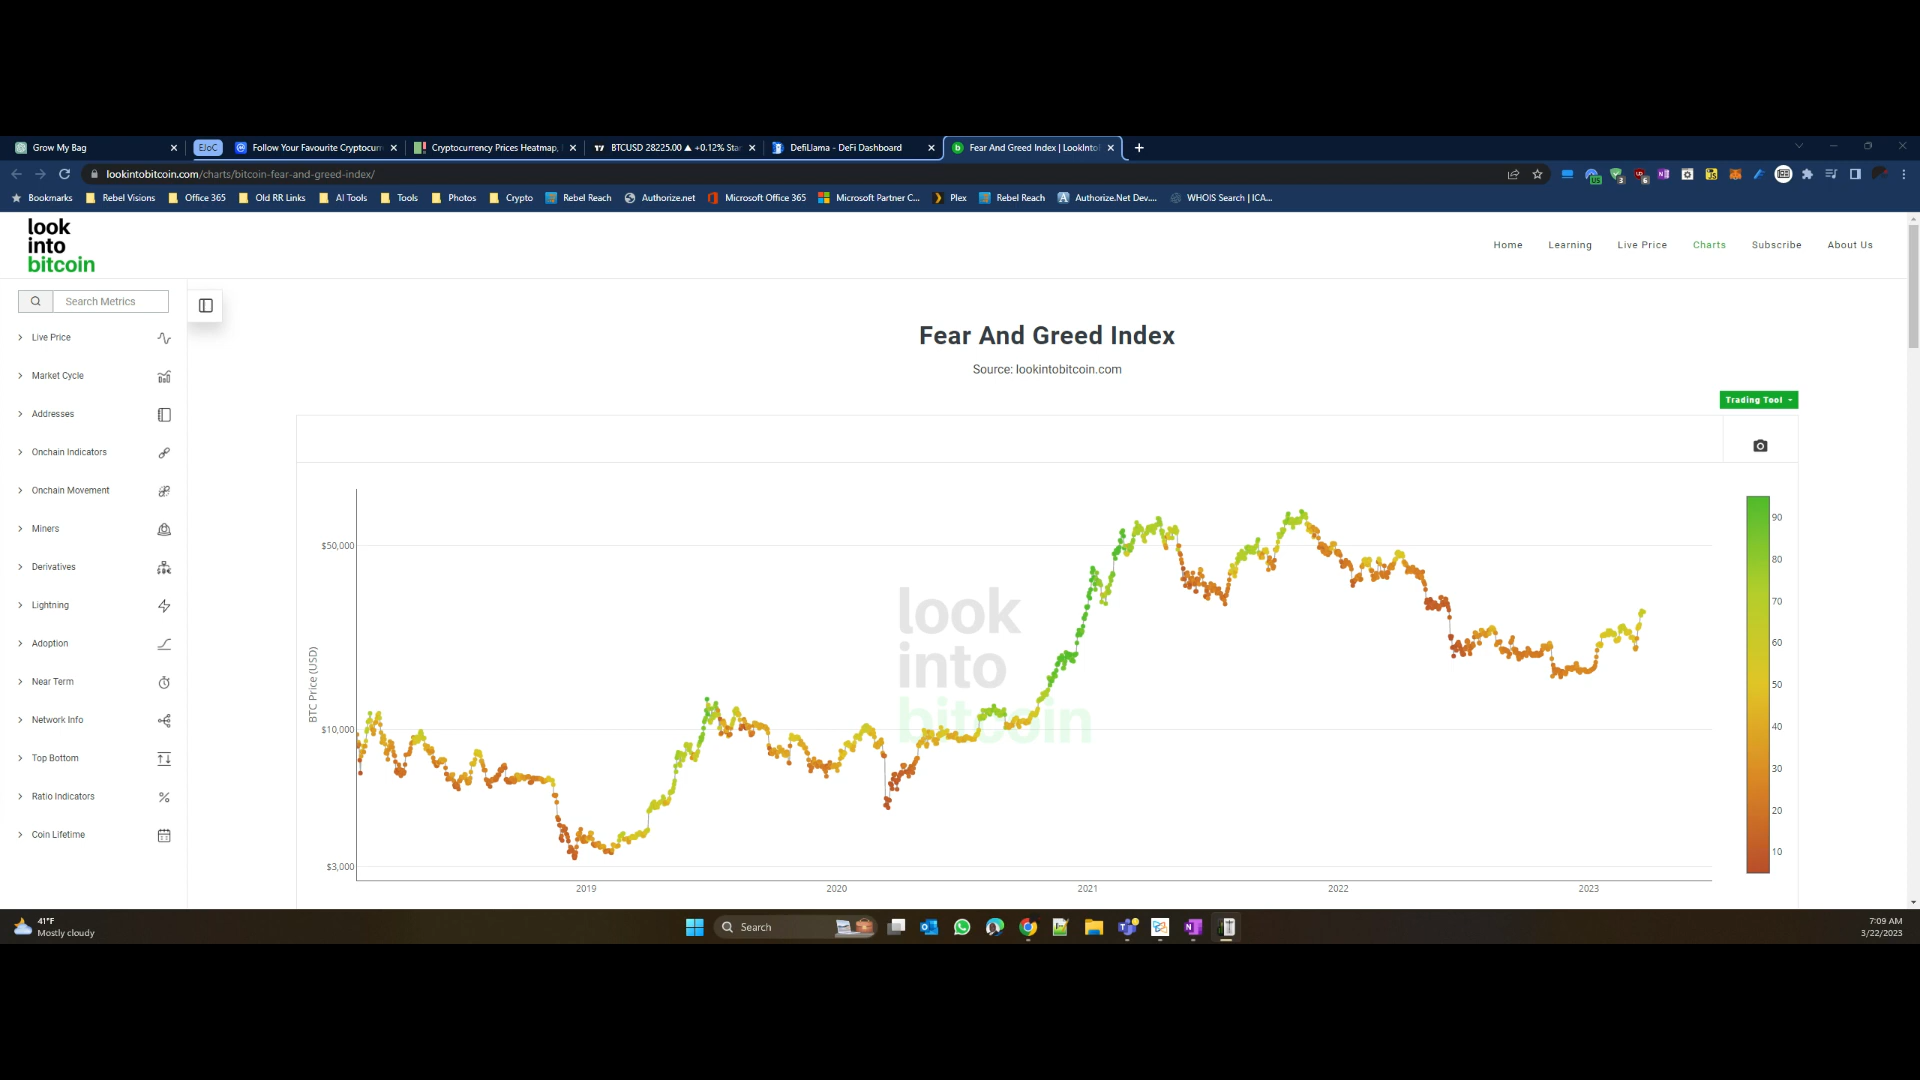 Grow My Bag
EJoC
Follow Your Favourite Cryptocurr
Cryptocurrency Prices Heatmap,
BTCUSD 28225.00 ▲ +0.12% Star
DefiLlama - DeFi Dashboard
Fear And Greed Index | LookInto
lookintobitcoin.com/charts/bitcoin-fear-and-greed-index/
Bookmarks
Rebel Visions
Office 365
Old RR Links
AI Tools
Tools
Photos
Crypto
Rebel Reach
Authorize.net
Microsoft Office 365
Microsoft Partner C...
Plex
Rebel Reach
Authorize.Net Dev....
WHOIS Search | ICA...
look
into
bitcoin
Home
Learning
Live Price
Charts
Subscribe
About Us
Search Metrics
Live Price
Market Cycle
Addresses
Onchain Indicators
Onchain Movement
Miners
Derivatives
Lightning
Adoption
Near Term
Network Info
Top Bottom
Ratio Indicators
Coin Lifetime
Fear And Greed Index
Source: lookintobitcoin.com
Trading Tool
$50,000
$10,000
$3,000
BTC Price (USD)
look
into
bitcoin
2019
2020
2021
2022
2023
90
80
70
60
50
40
30
20
10
41°F
Mostly cloudy
Search
7:09 AM
3/22/2023